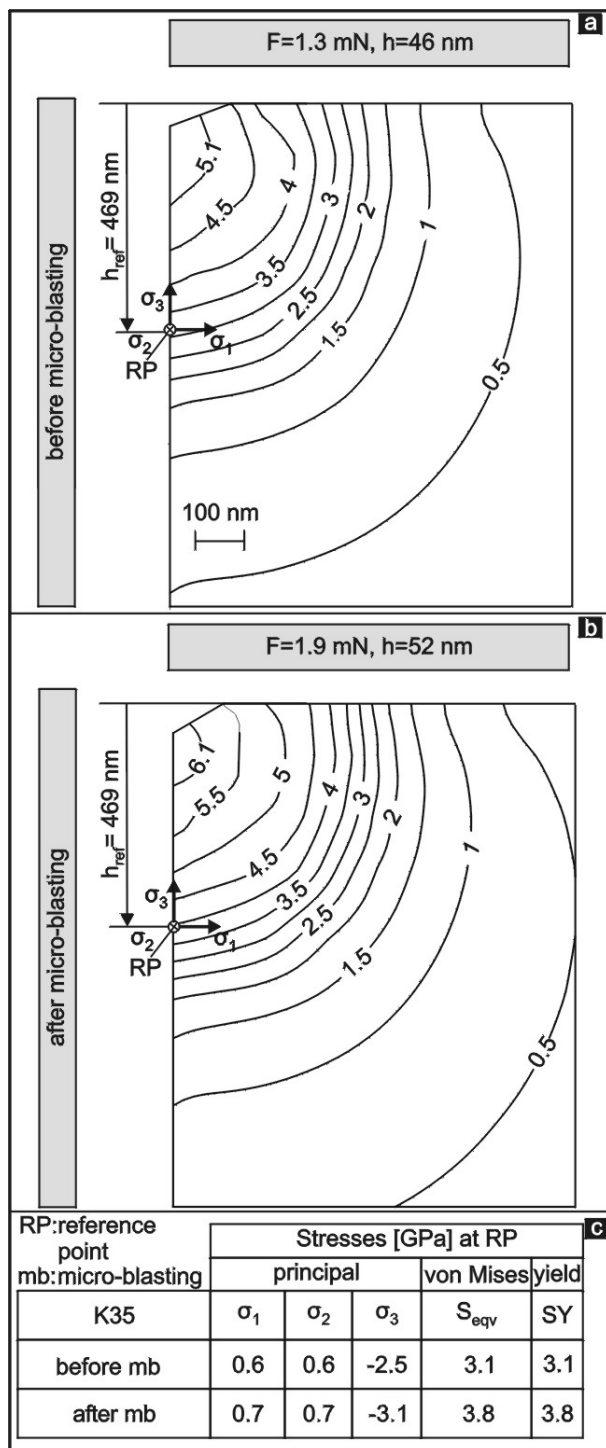 F=1.3 mN, h=46 nm
a
before micro-blasting
h_ref= 469 nm
5.1
4.5
4
3.5
3
2.5
2
1.5
1
0.5
σ₃
σ₂
σ₁
RP
100 nm
F=1.9 mN, h=52 nm
b
after micro-blasting
h_ref= 469 nm
6.1
5.5
5
4.5
4
3.5
3
2.5
2
1.5
1
0.5
σ₃
σ₂
σ₁
RP
c
RP:reference
point
mb:micro-blasting
Stresses [GPa] at RP
principal von Mises yield
K35 σ₁ σ₂ σ₃ S_eqv SY
before mb 0.6 0.6 -2.5 3.1 3.1
after mb 0.7 0.7 -3.1 3.8 3.8